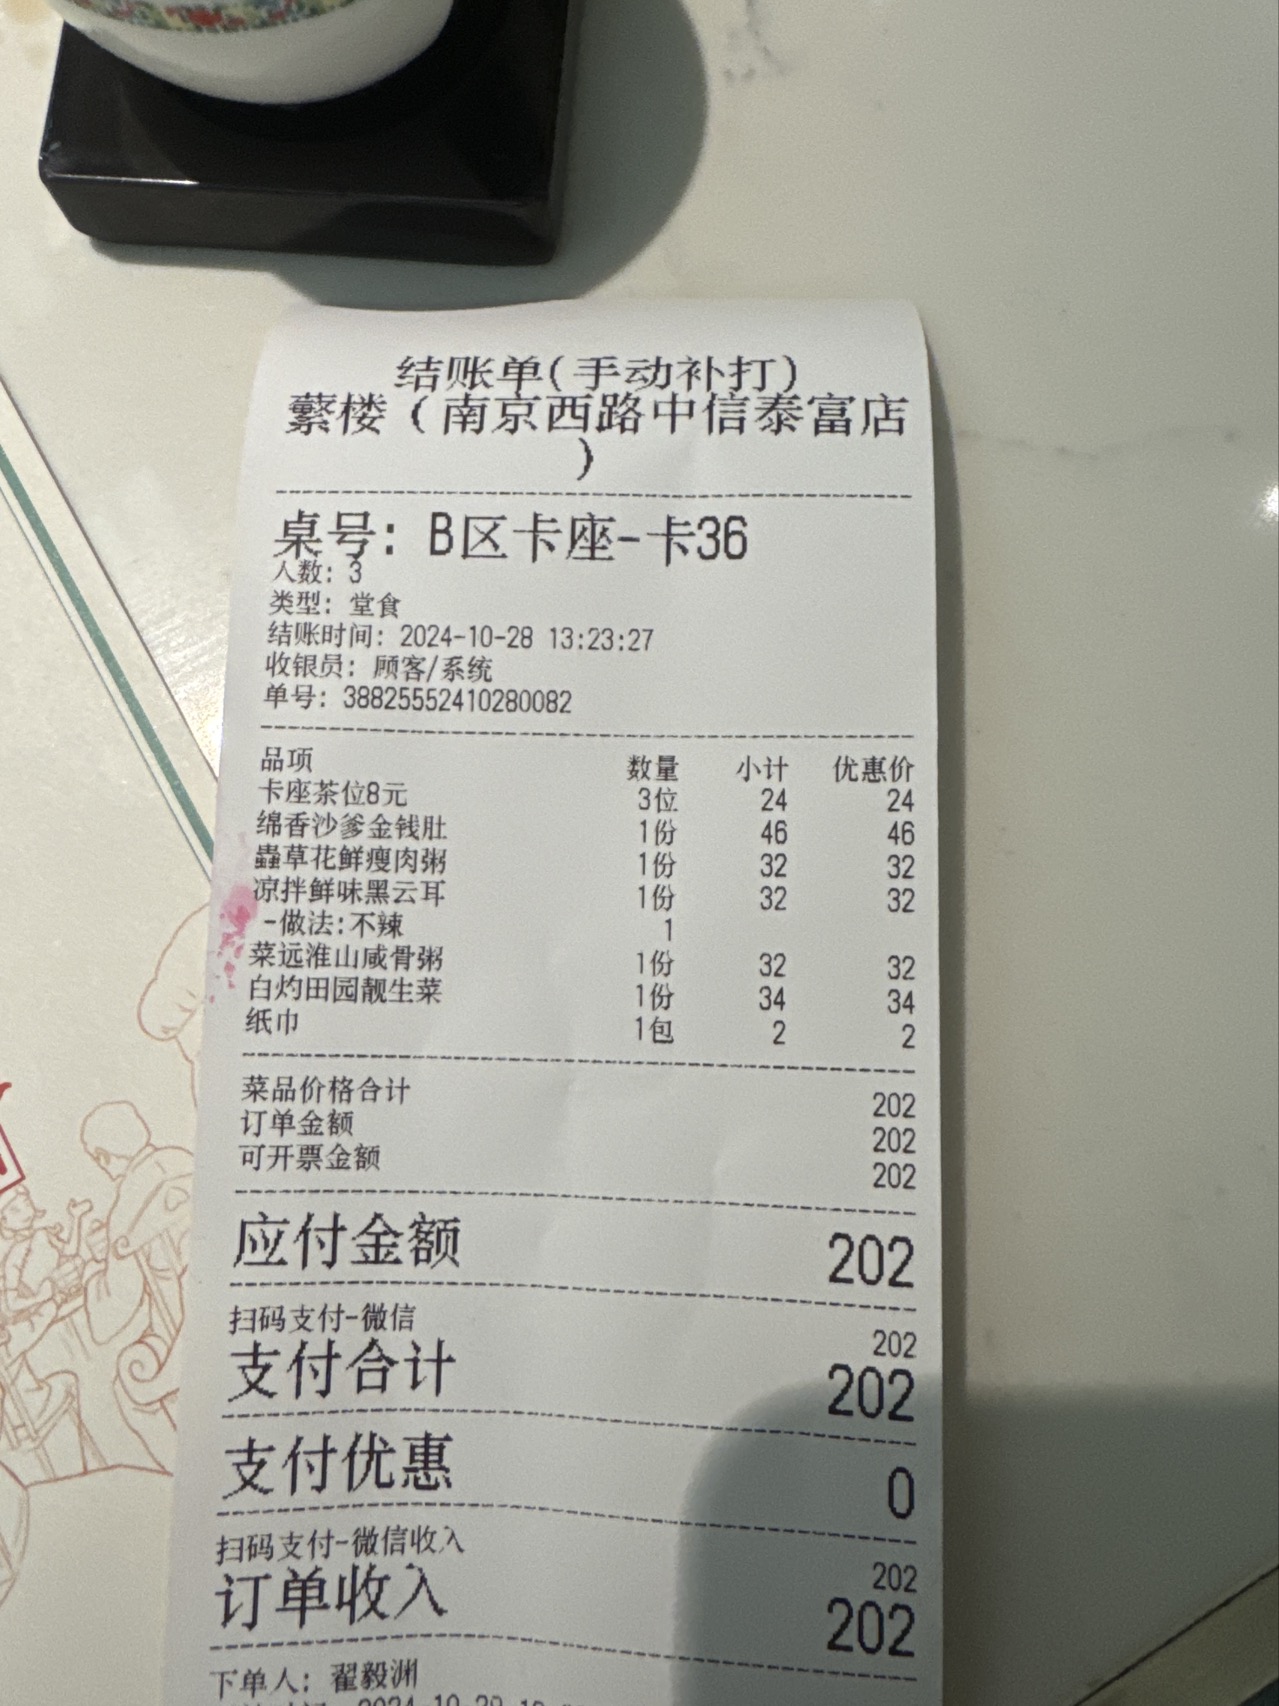 结账单(手动补打)
蘩楼(南京西路中信泰富店
)
桌号: B区卡座-卡36
人数: 3
类型: 堂食
结账时间: 2024-10-28 13:23:27
收银员: 顾客/系统
单号: 38825552410280082
品项 数量 小计 优惠价
卡座茶位8元 3位 24 24
绵香沙爹金钱肚 1份 46 46
蟲草花鲜瘦肉粥 1份 32 32
凉拌鲜味黑云耳 1份 32 32
-做法:不辣 1
菜远淮山咸骨粥 1份 32 32
白灼田园靓生菜 1份 34 34
纸巾 1包 2 2
菜品价格合计 202
订单金额 202
可开票金额 202
应付金额 202
扫码支付-微信 202
支付合计 202
支付优惠 0
扫码支付-微信收入 202
订单收入 202
下单人: 翟毅渊